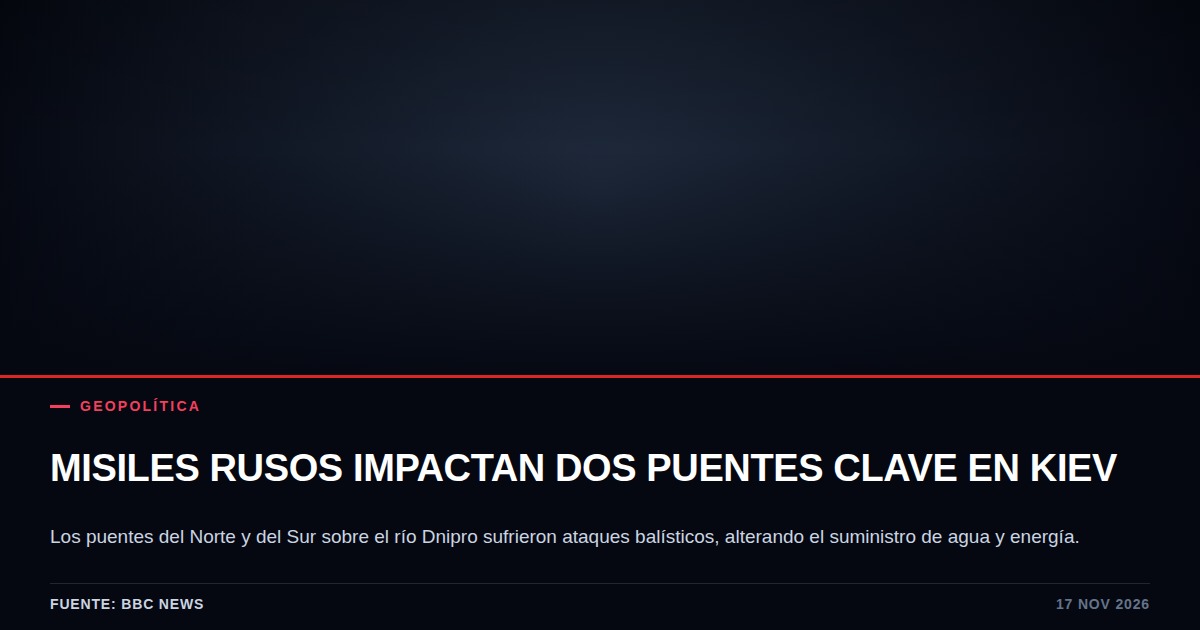 GEOPOLÍTICA
MISILES RUSOS IMPACTAN DOS PUENTES CLAVE EN KIEV
Los puentes del Norte y del Sur sobre el río Dnipro sufrieron ataques balísticos, alterando el suministro de agua y energía.
FUENTE: BBC NEWS
17 NOV 2026